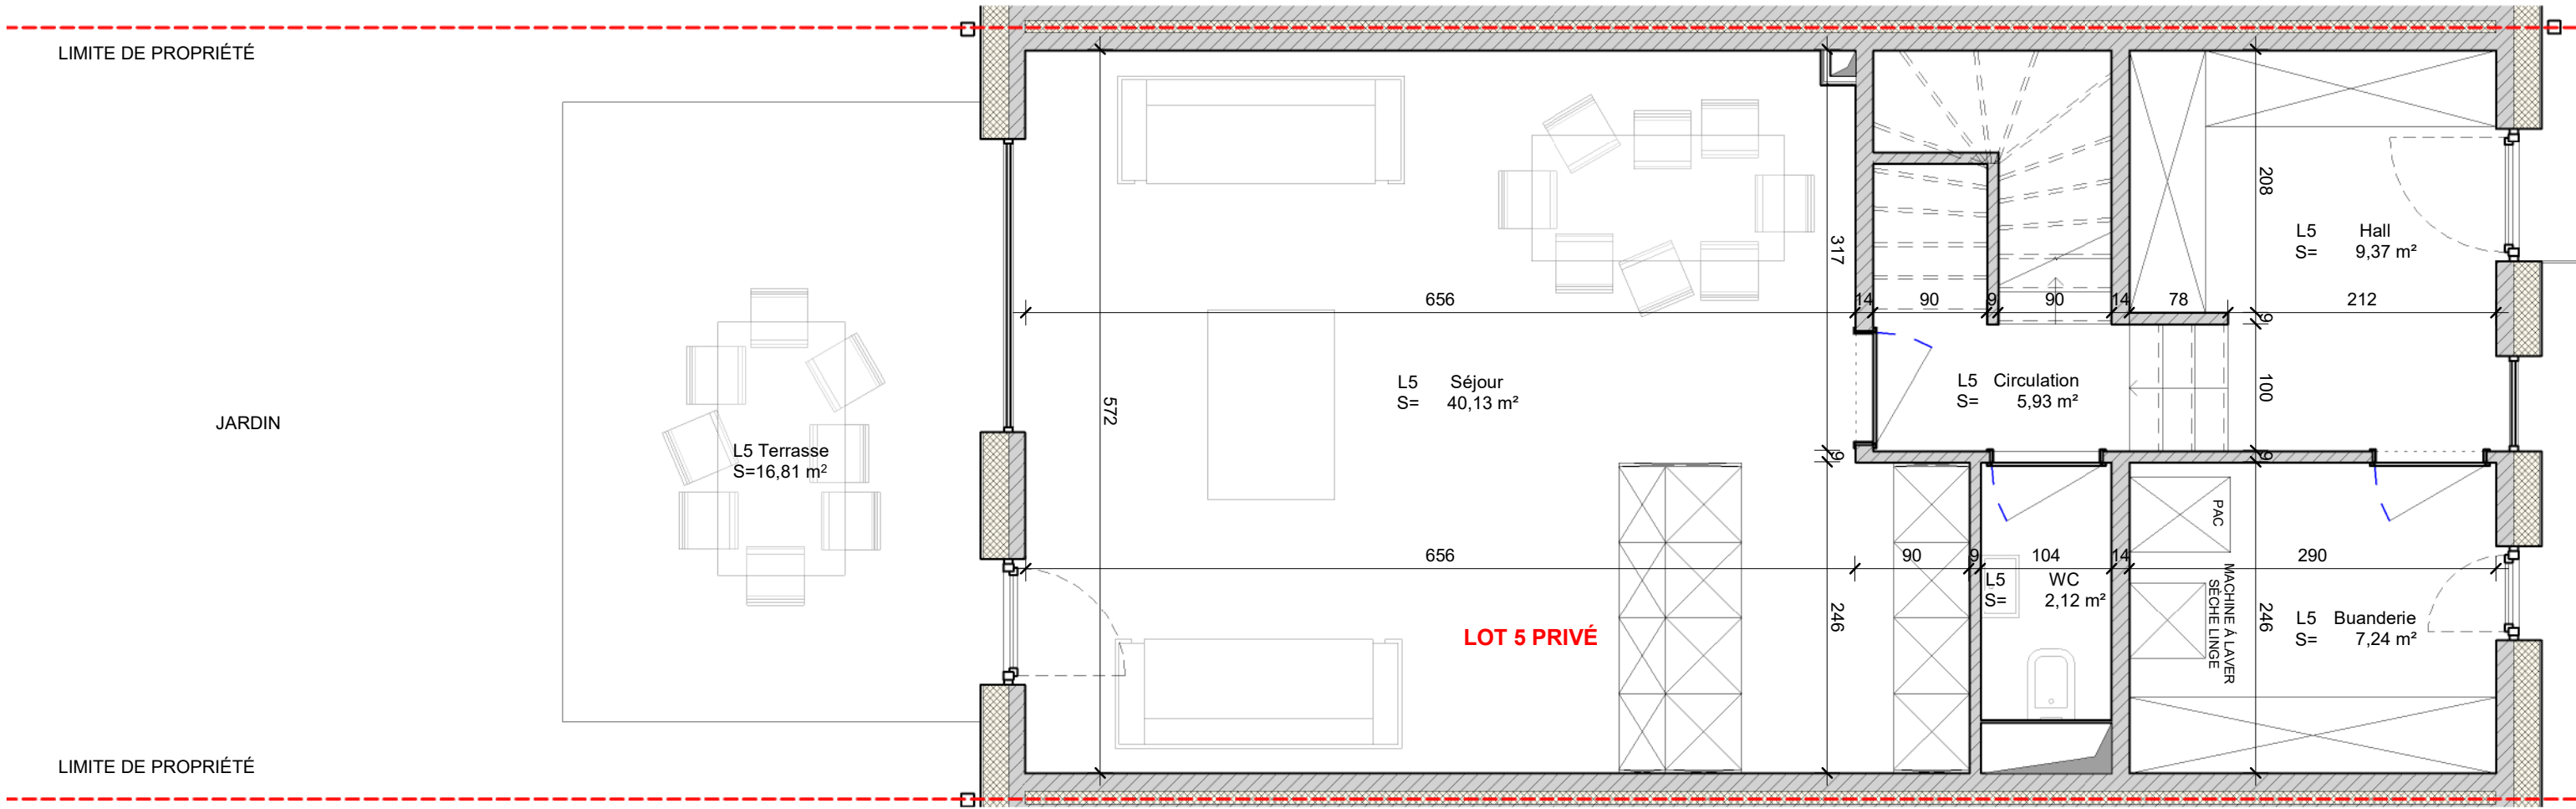 LIMITE DE PROPRIÉTÉ
JARDIN
LIMITE DE PROPRIÉTÉ
L5 Terrasse
S=16,81 m²
572
656
L5 Séjour
S= 40,13 m²
656
LOT 5 PRIVÉ
317
9
246
14
90
9
90
14
78
212
L5 Circulation
S= 5,93 m²
90
9
104
14
290
L5 WC
S= 2,12 m²
208
9
100
9
246
L5 Hall
S= 9,37 m²
PAC
MACHINE À LAVER
SÈCHE LINGE
L5 Buanderie
S= 7,24 m²